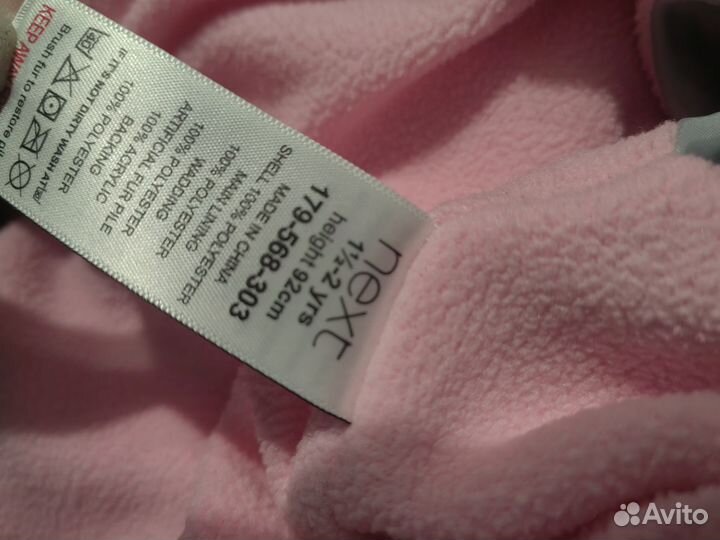 next
1½-2 yrs
height 92cm
179-568-303
MADE IN CHINA
SHELL 100% POLYESTER
MAIN LINING
100% POLYESTER
WADDING
100% POLYESTER
ARTIFICIAL FUR PILE
100% ACRYLIC
BACKING
100% POLYESTER
IF IT'S NOT DIRTY WASH AT
40
Brush fur to restore
KEEP AWAY
Avito